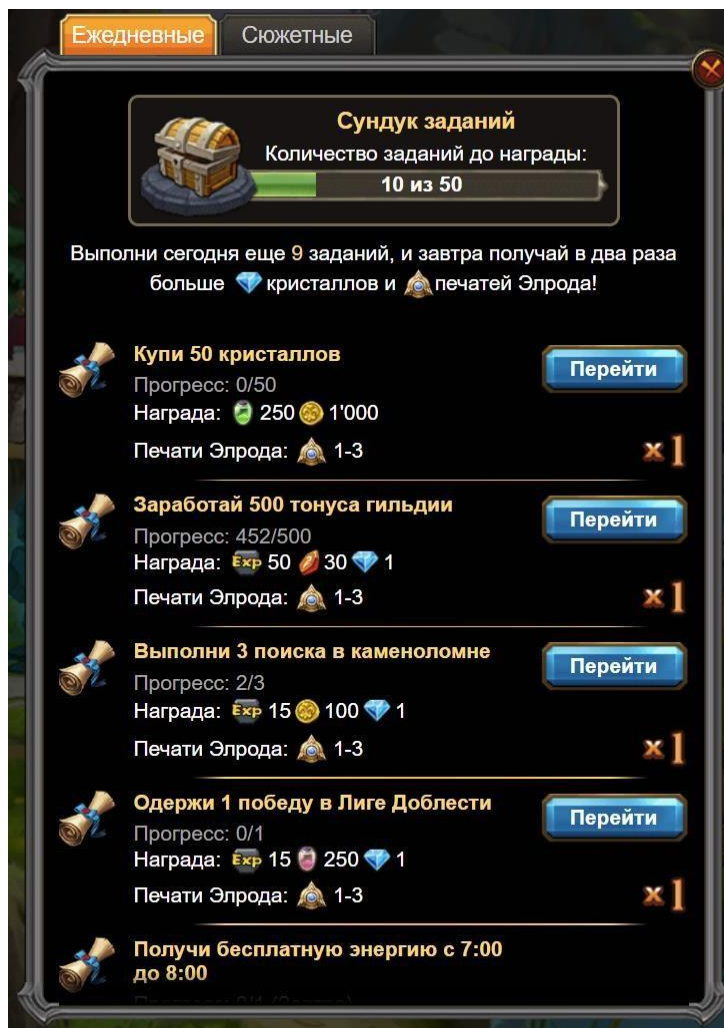 Ежедневные Сюжетные
Сундук заданий
Количество заданий до награды:
10 из 50
Выполни сегодня еще 9 заданий, и завтра получай в два раза
больше кристаллов и печатей Элрода!
Купи 50 кристаллов
Перейти
Прогресс: 0/50
Награда: 250 1'000
Печати Элрода: 1-3 x1
Заработай 500 тонуса гильдии
Перейти
Прогресс: 452/500
Награда: Exp 50 30 1
Печати Элрода: 1-3 x1
Выполни 3 поиска в каменоломне
Перейти
Прогресс: 2/3
Награда: Exp 15 100 1
Печати Элрода: 1-3 x1
Одержи 1 победу в Лиге Доблести
Перейти
Прогресс: 0/1
Награда: Exp 15 250 1
Печати Элрода: 1-3 x1
Получи бесплатную энергию с 7:00
до 8:00